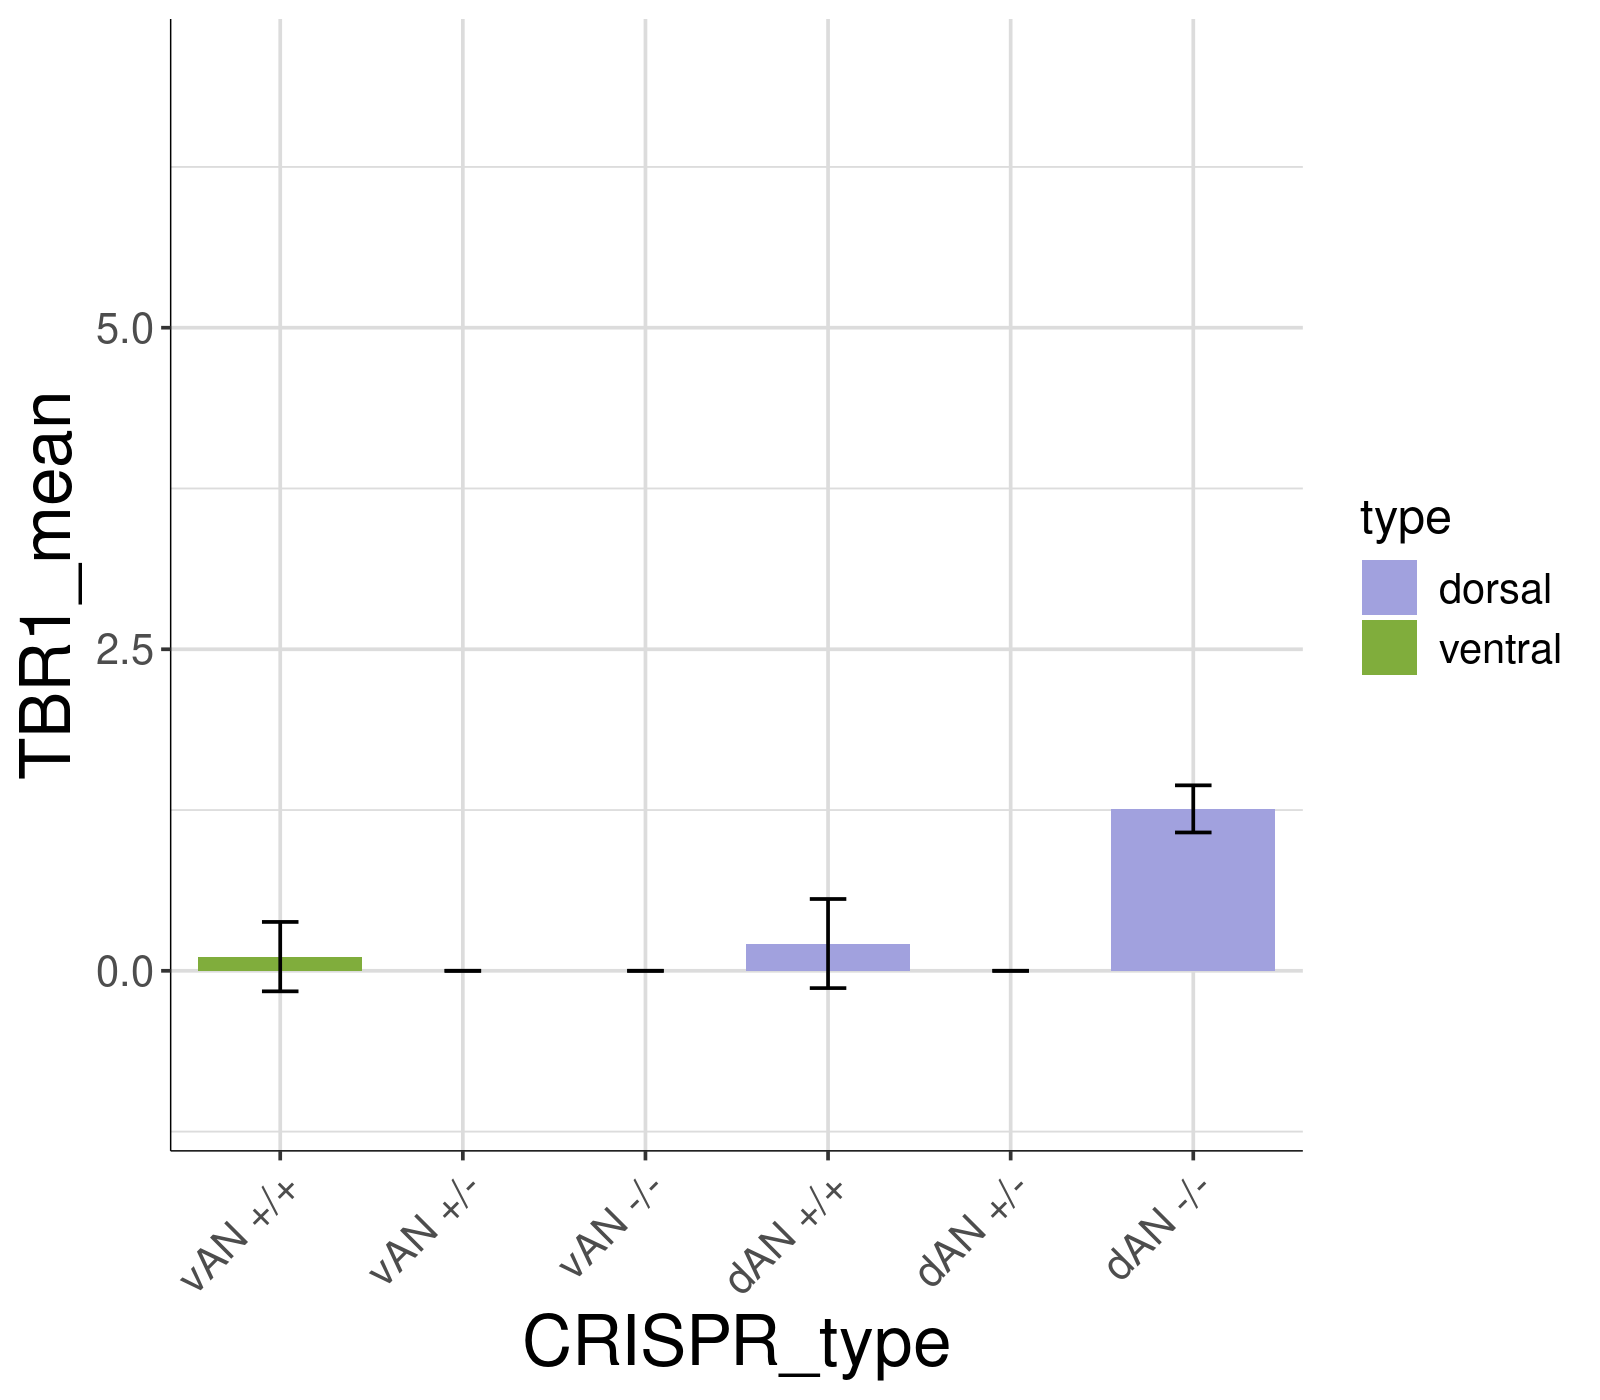 TBR1_mean
5.0
2.5
0.0
vAN +/+
vAN +/-
vAN -/-
dAN +/+
dAN +/-
dAN -/-
CRISPR_type
type
dorsal
ventral